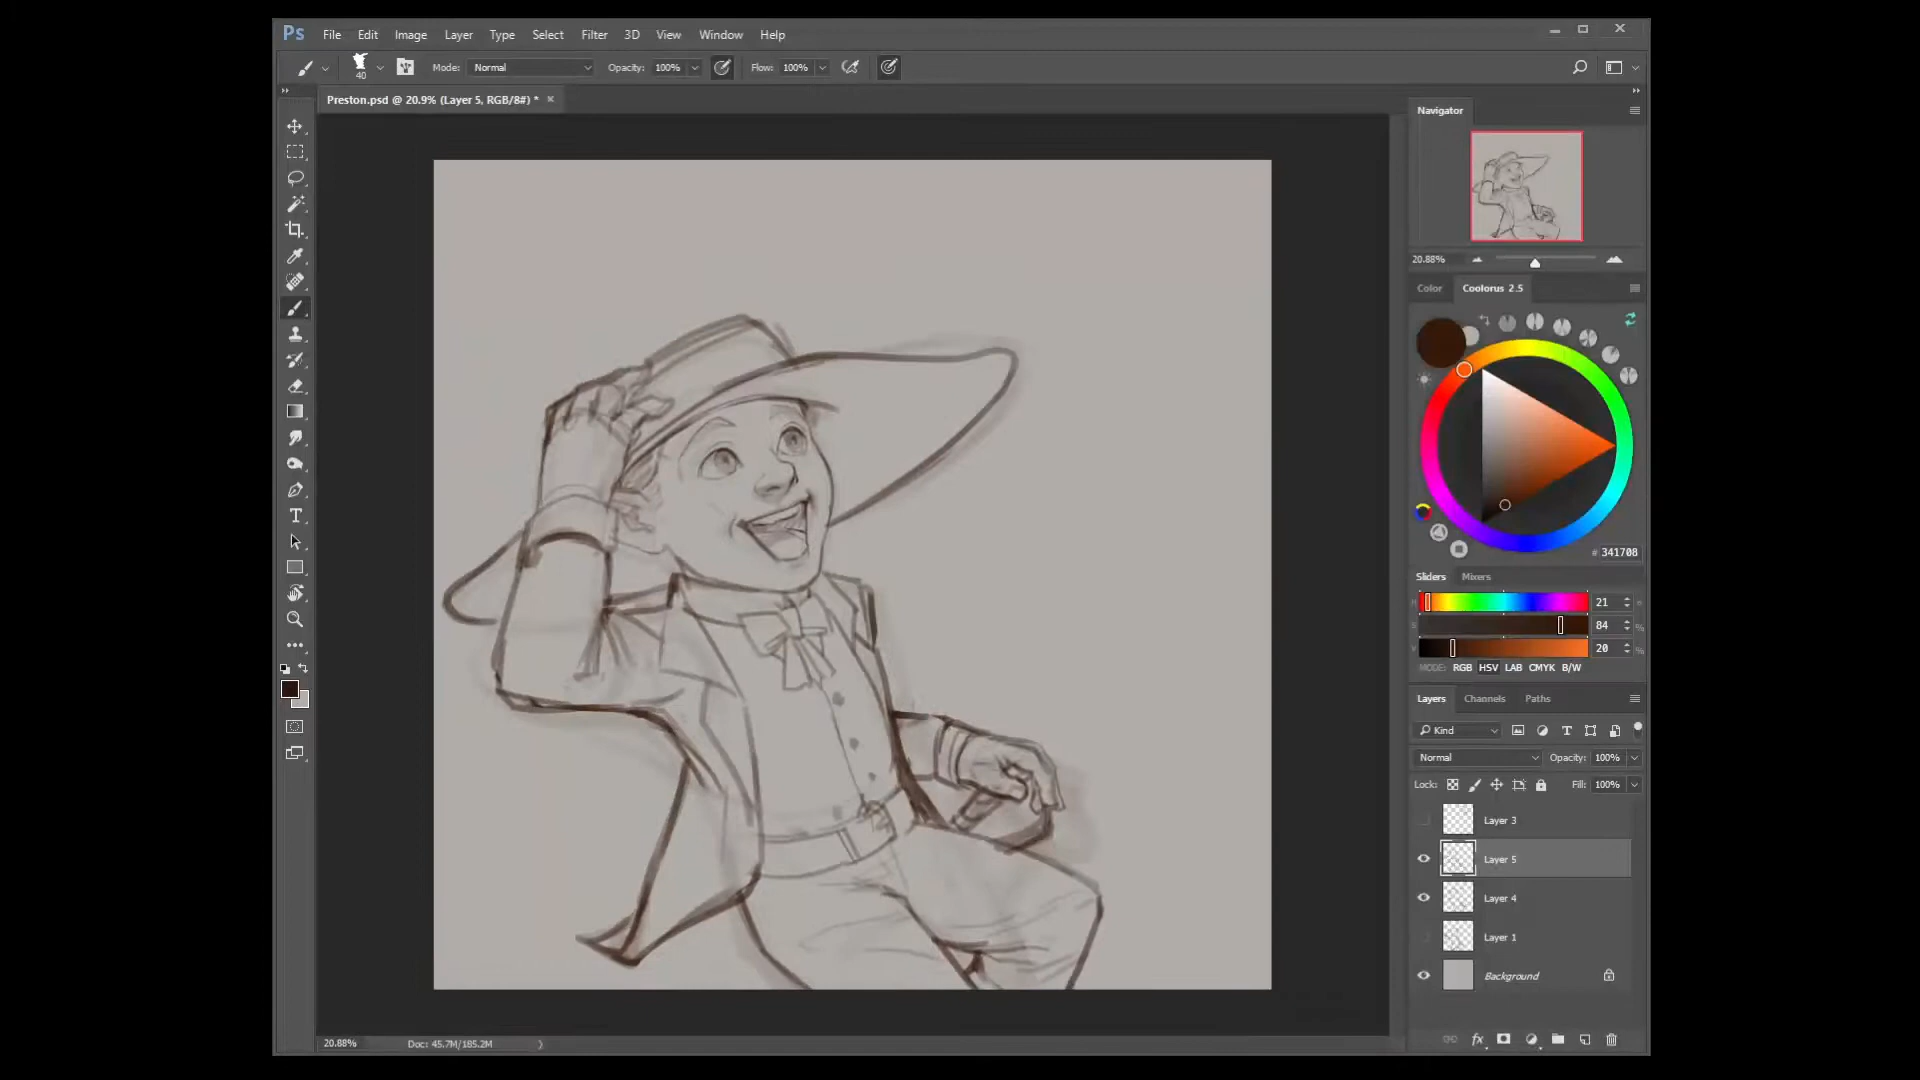 Ps File Edit Image Layer Type Select Filter 3D View Window Help
40 Mode: Normal Opacity: 100% Flow: 100%
Preston.psd @ 20.9% (Layer 5, RGB/8#) * ×
Navigator
20.88%
Color Coolorus 2.5
# 341708
Sliders Mixers
H 21 °
S 84 %
V 20 %
MODE: RGB HSV LAB CMYK B/W
Layers Channels Paths
Kind
Normal Opacity: 100%
Lock: Fill: 100%
Layer 3
Layer 5
Layer 4
Layer 1
Background
fx
20.88% Doc: 45.7M/185.2M